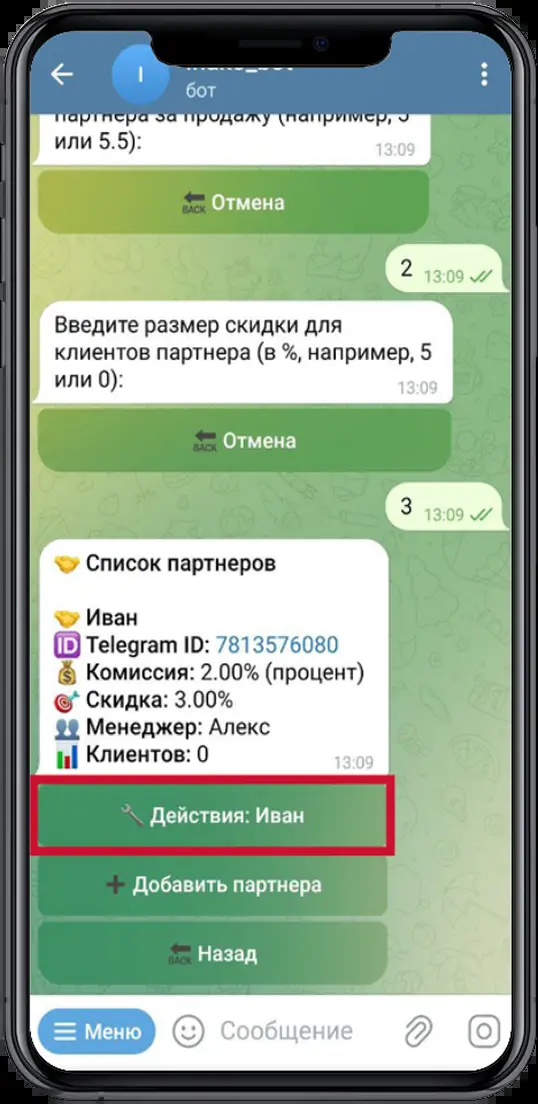 І
бот
партнера за продажу (например, 5
или 5.5):
13:09
BACK Отмена
2 13:09
Введите размер скидки для
клиентов партнера (в %, например, 5
или 0):
13:09
BACK Отмена
3 13:09
Список партнеров
Иван
ID Telegram ID: 7813576080
Комиссия: 2.00% (процент)
Скидка: 3.00%
Менеджер: Алекс
Клиентов: 0
13:09
Действия: Иван
Добавить партнера
BACK Назад
Меню Сообщение